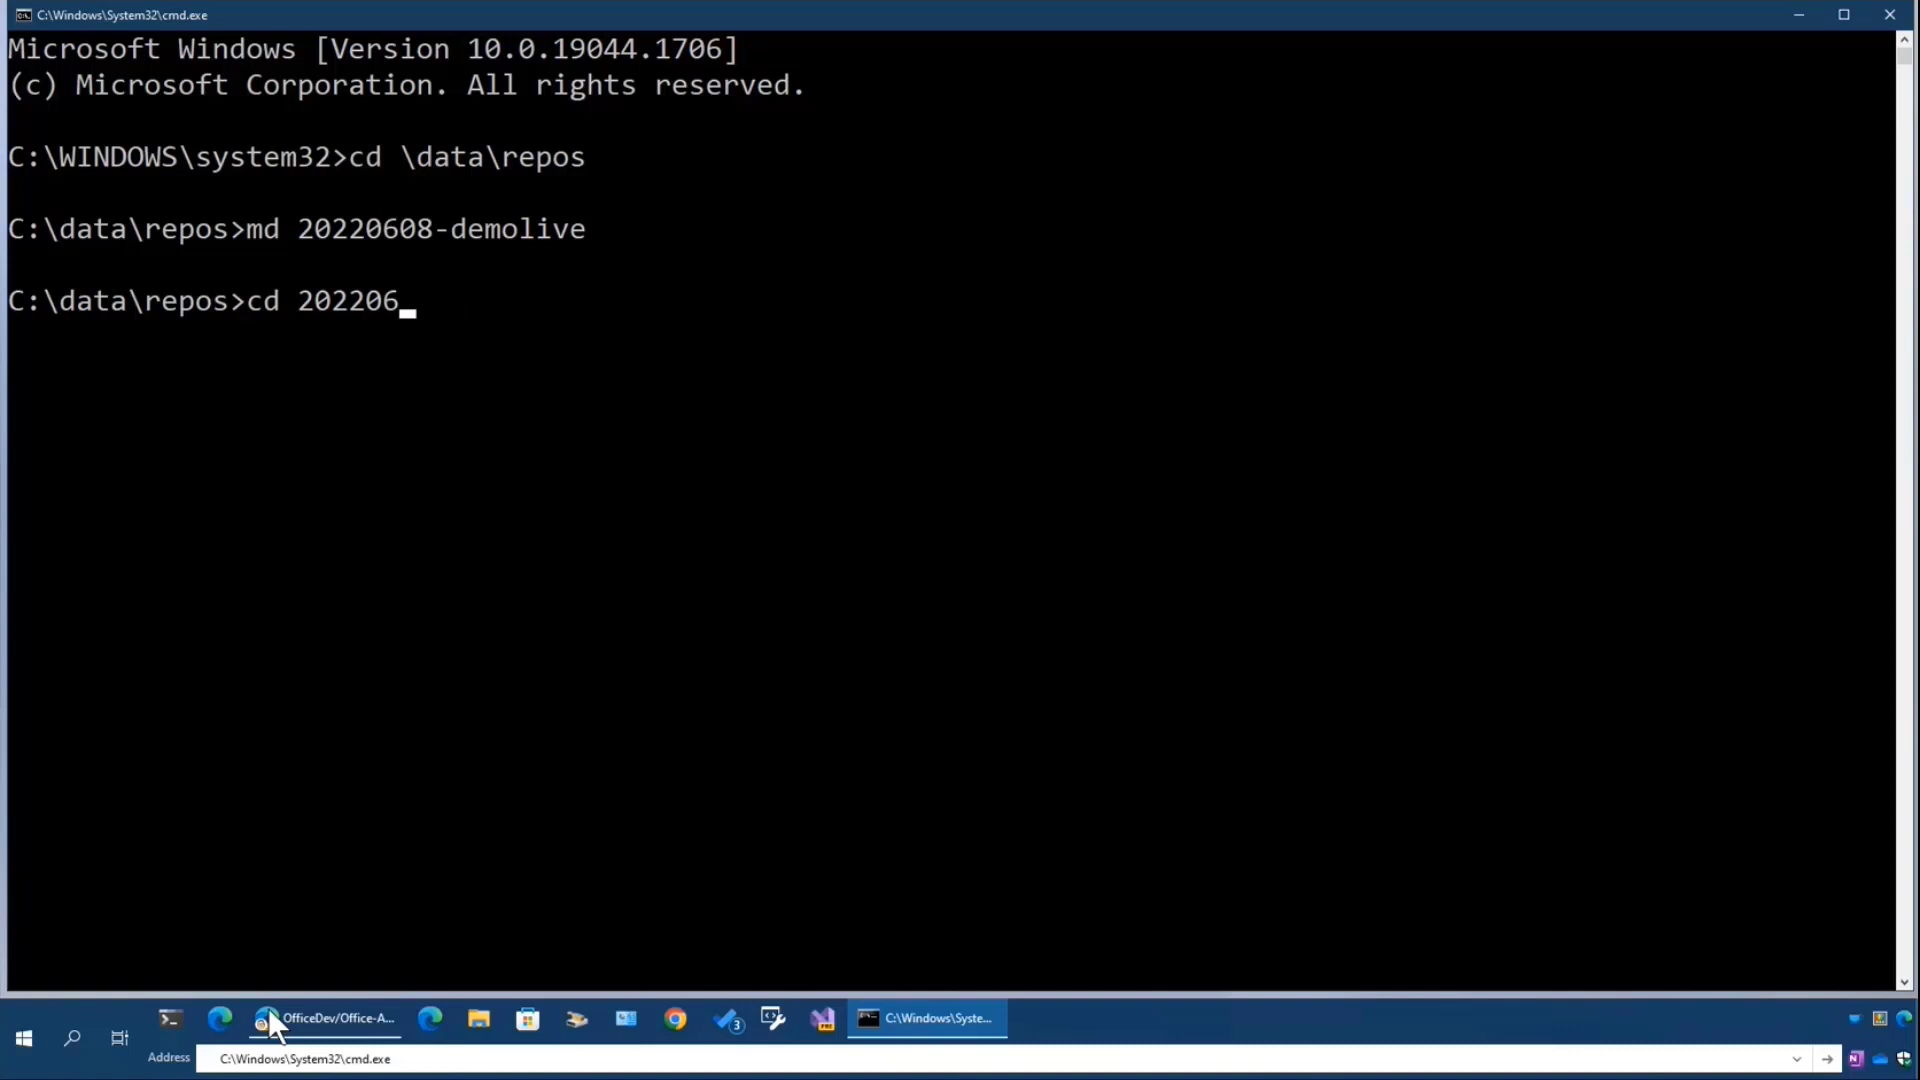 C:\Windows\System32\cmd.exe
Microsoft Windows [Version 10.0.19044.1706]
(c) Microsoft Corporation. All rights reserved.
C:\WINDOWS\system32>cd \data\repos
C:\data\repos>md 20220608-demolive
C:\data\repos>cd 202206_
OfficeDev/Office-A...
3
C:\Windows\Syste...
Address
C:\Windows\System32\cmd.exe